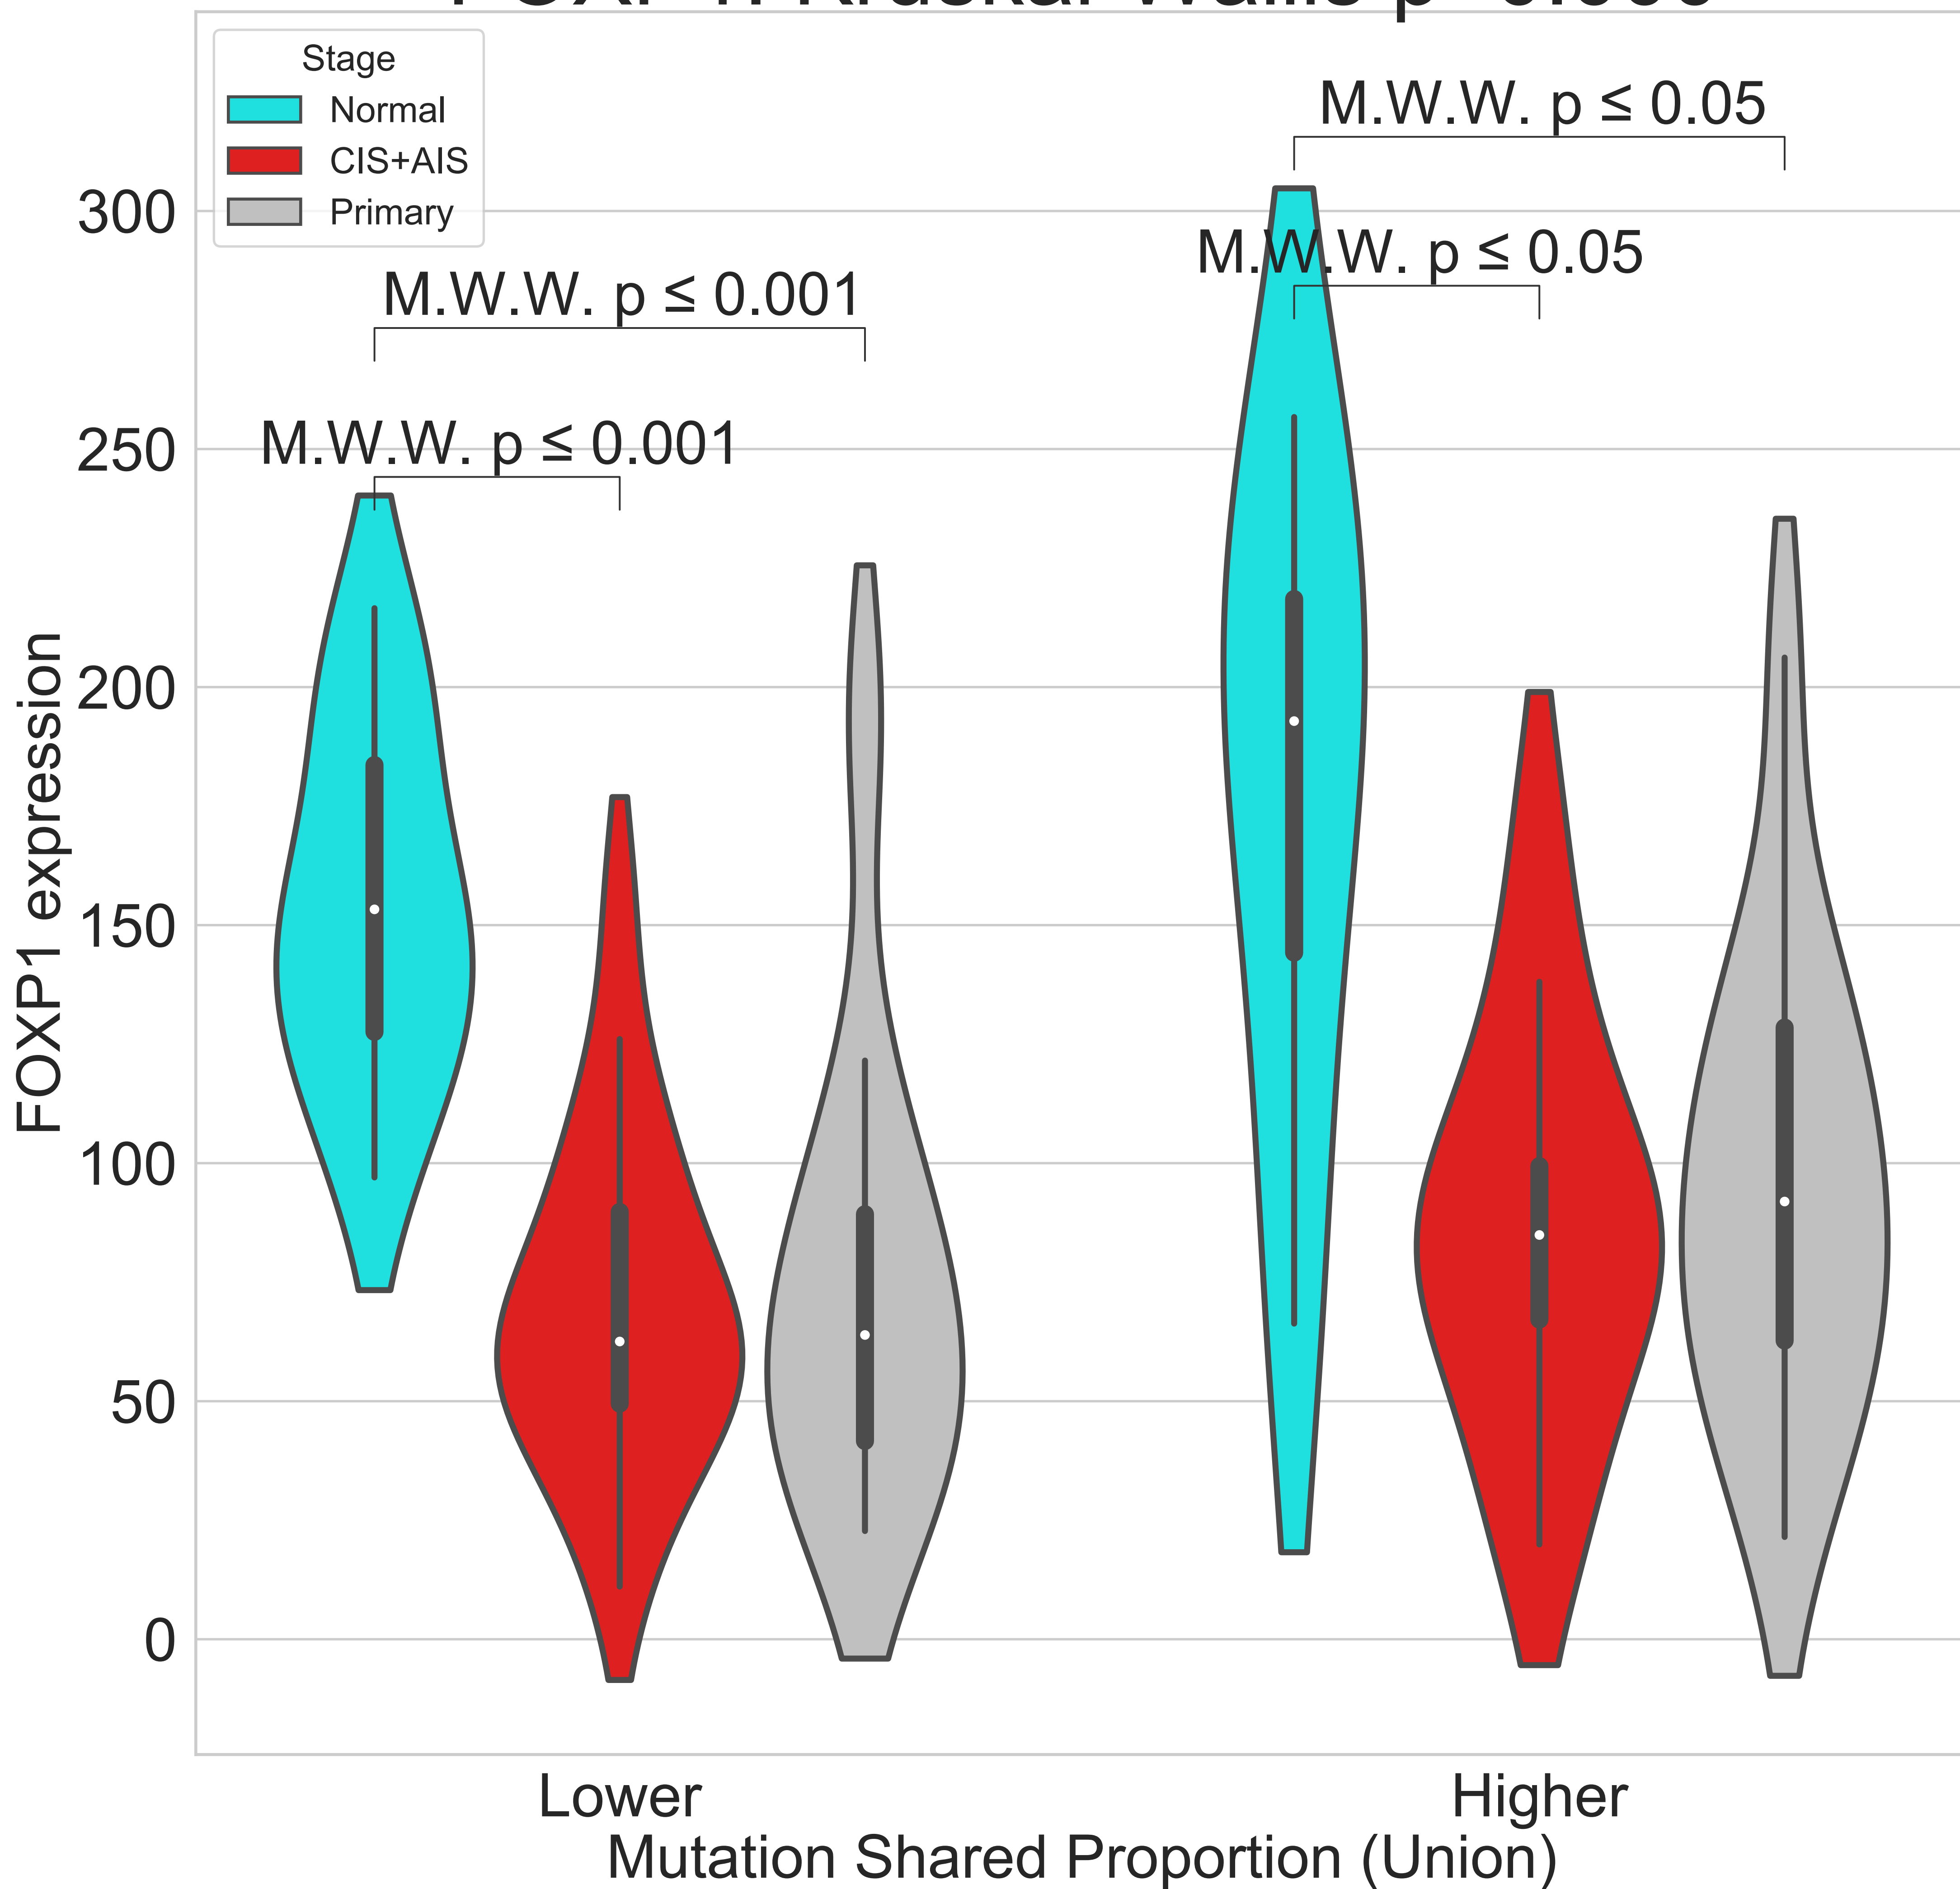 Stage
Normal
CIS+AIS
Primary
M.W.W. p ≤ 0.05
M.W.W. p ≤ 0.05
M.W.W. p ≤ 0.001
M.W.W. p ≤ 0.001
300
250
200
150
100
50
0
FOXP1 expression
Lower
Higher
Mutation Shared Proportion (Union)